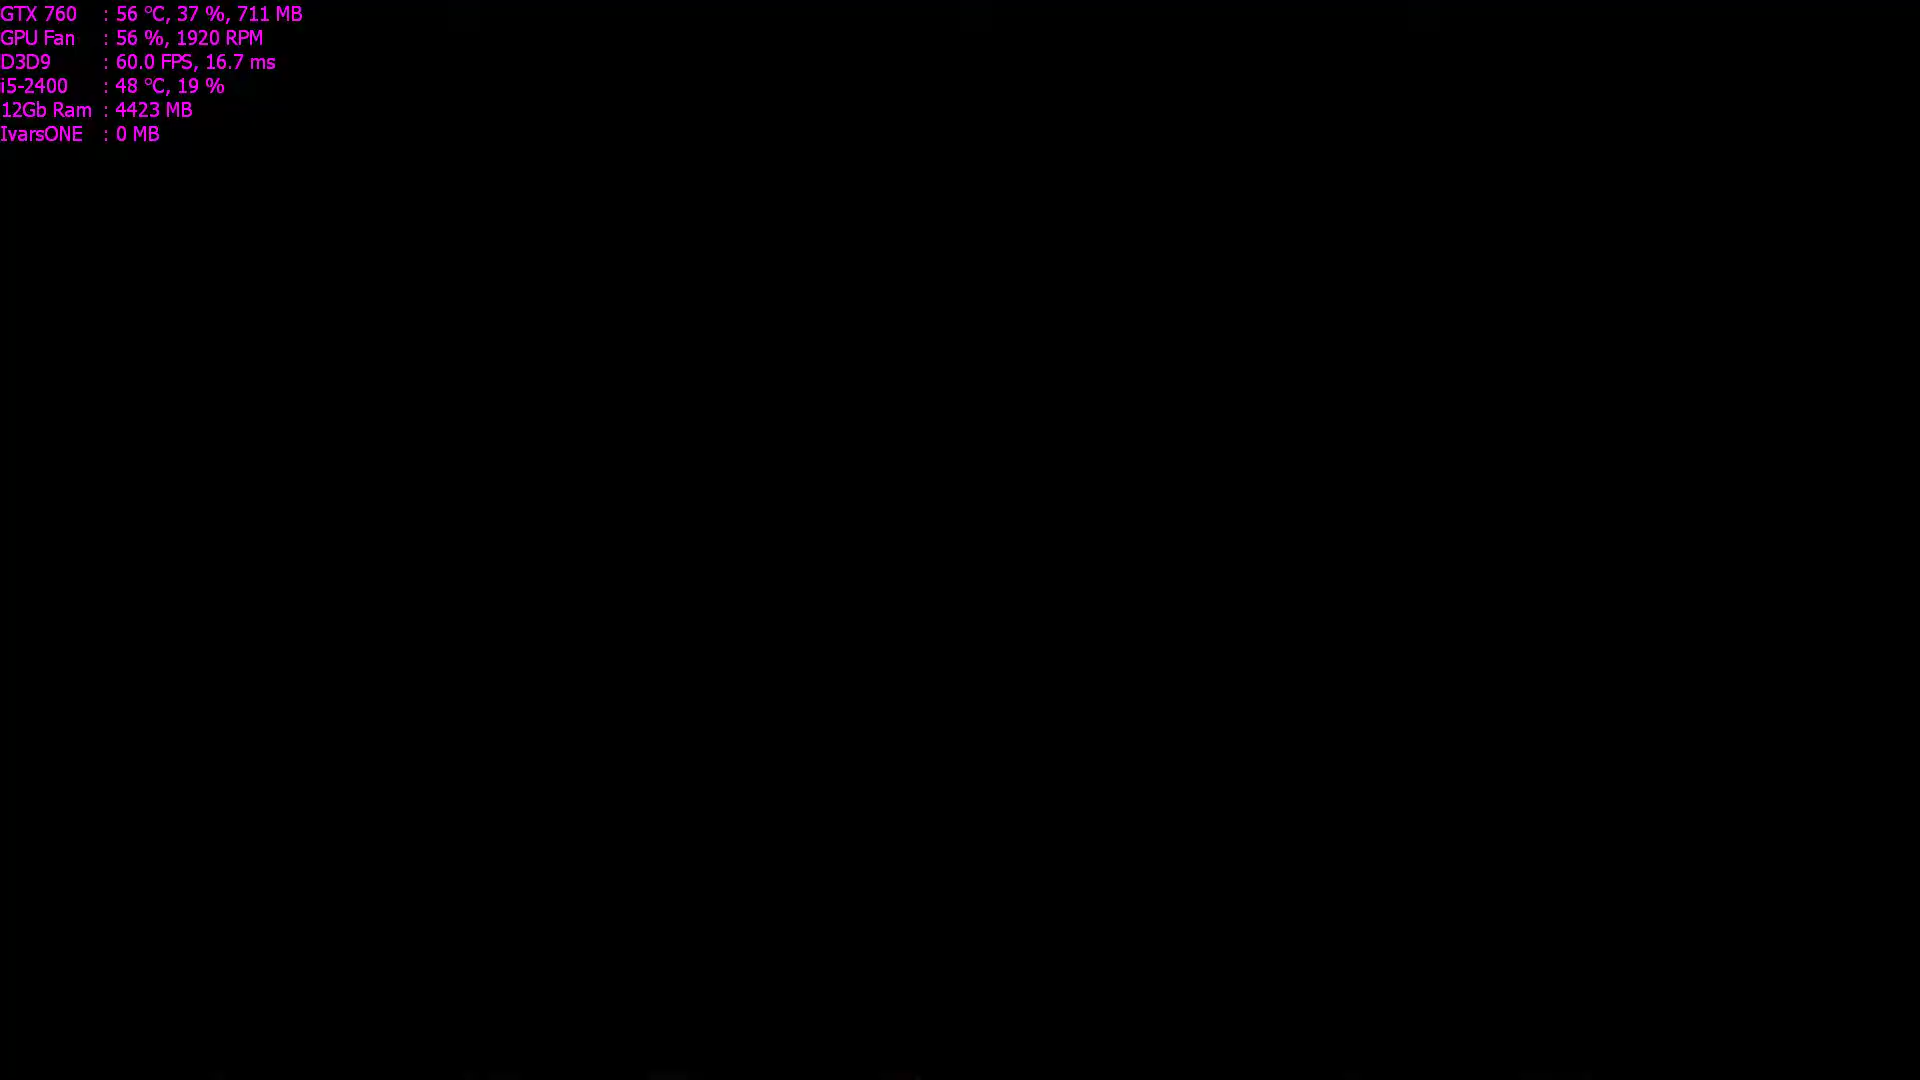 GTX 760 : 56 °C, 37 %, 711 MB
GPU Fan : 56 %, 1920 RPM
D3D9 : 60.0 FPS, 16.7 ms
i5-2400 : 48 °C, 19 %
12Gb Ram : 4423 MB
IvarsONE : 0 MB